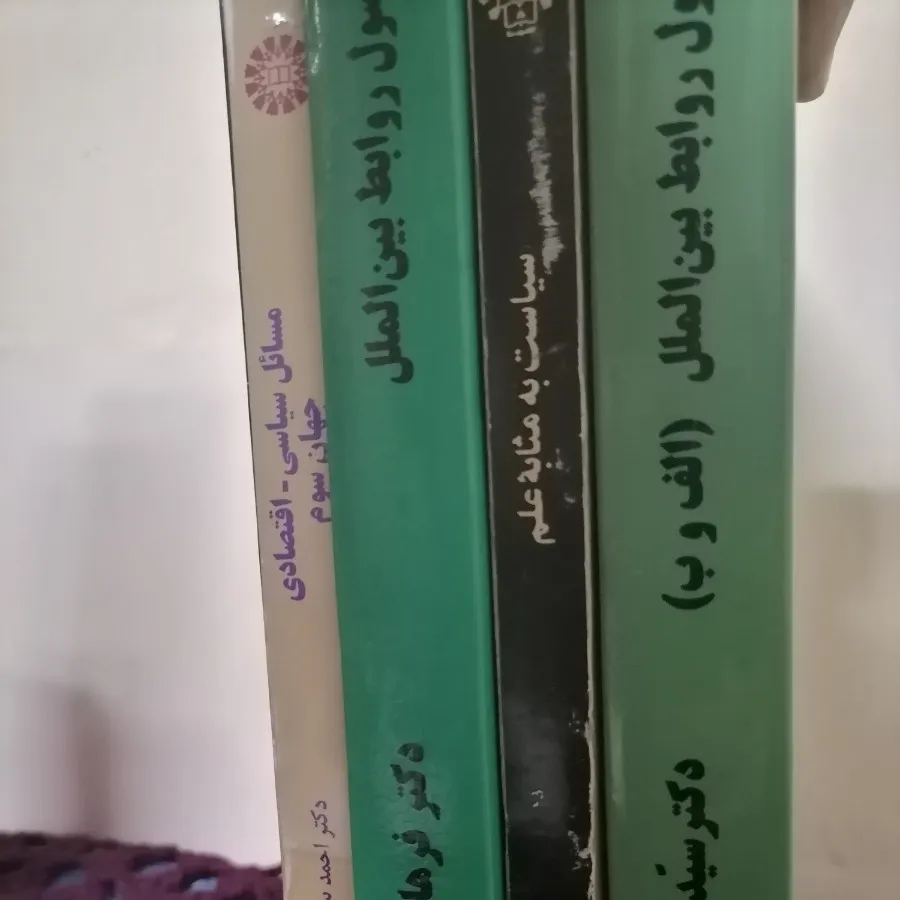 مسائل سیاسی - اقتصادی
جهان سوم
دکتر احمد
روابط بین‌الملل
دکتر
سیاست به مثابهٔ علم
روابط بین‌الملل (الف و ب)
دکتر سیّد